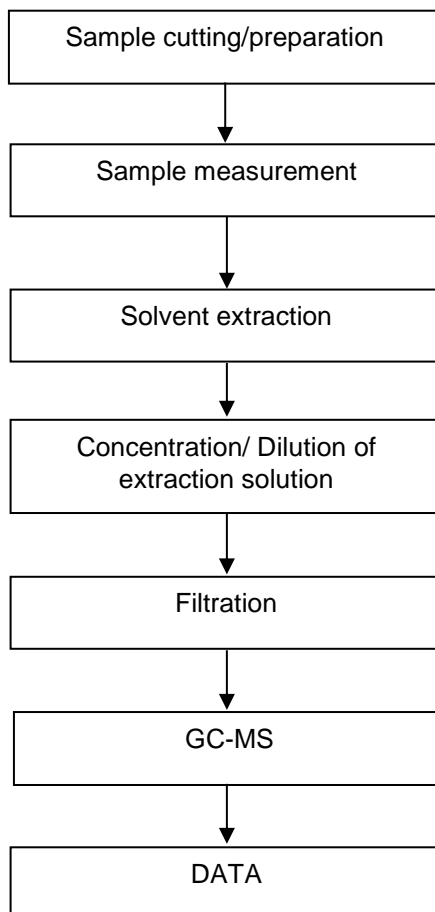 Sample cutting/preparation
Sample measurement
Solvent extraction
Concentration/ Dilution of
extraction solution
Filtration
GC-MS
DATA